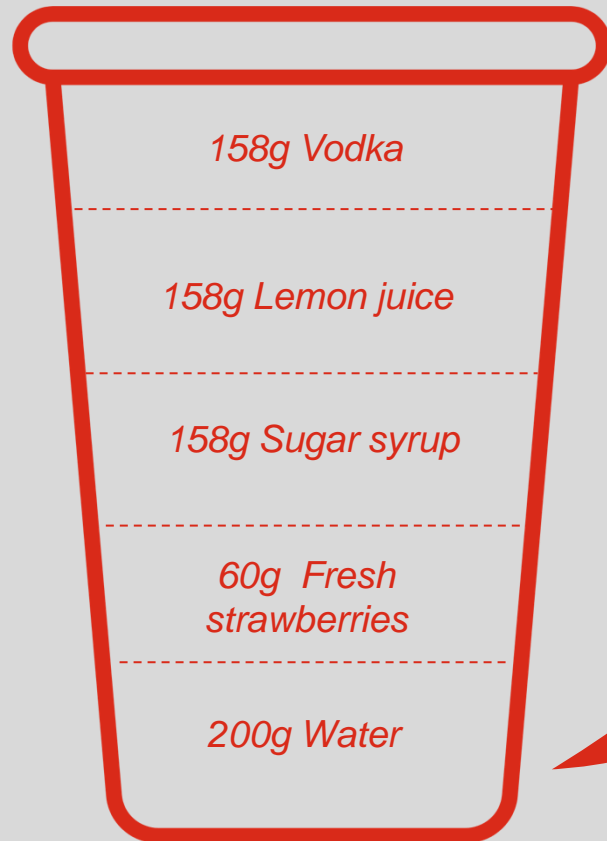 158g Vodka
158g Lemon juice
158g Sugar syrup
60g  Fresh
strawberries
200g Water